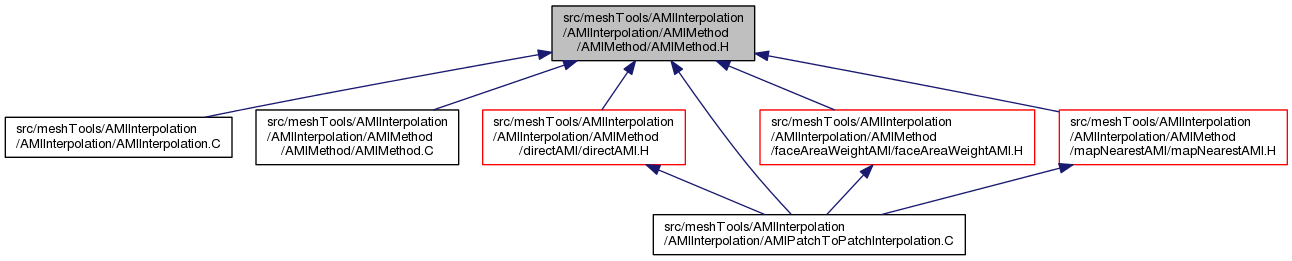 src/meshTools/AMIInterpolation
/AMIInterpolation/AMIMethod
/AMIMethod/AMIMethod.H
src/meshTools/AMIInterpolation
/AMIInterpolation/AMIInterpolation.C
src/meshTools/AMIInterpolation
/AMIInterpolation/AMIMethod
/AMIMethod/AMIMethod.C
src/meshTools/AMIInterpolation
/AMIInterpolation/AMIMethod
/directAMI/directAMI.H
src/meshTools/AMIInterpolation
/AMIInterpolation/AMIMethod
/faceAreaWeightAMI/faceAreaWeightAMI.H
src/meshTools/AMIInterpolation
/AMIInterpolation/AMIMethod
/mapNearestAMI/mapNearestAMI.H
src/meshTools/AMIInterpolation
/AMIInterpolation/AMIPatchToPatchInterpolation.C